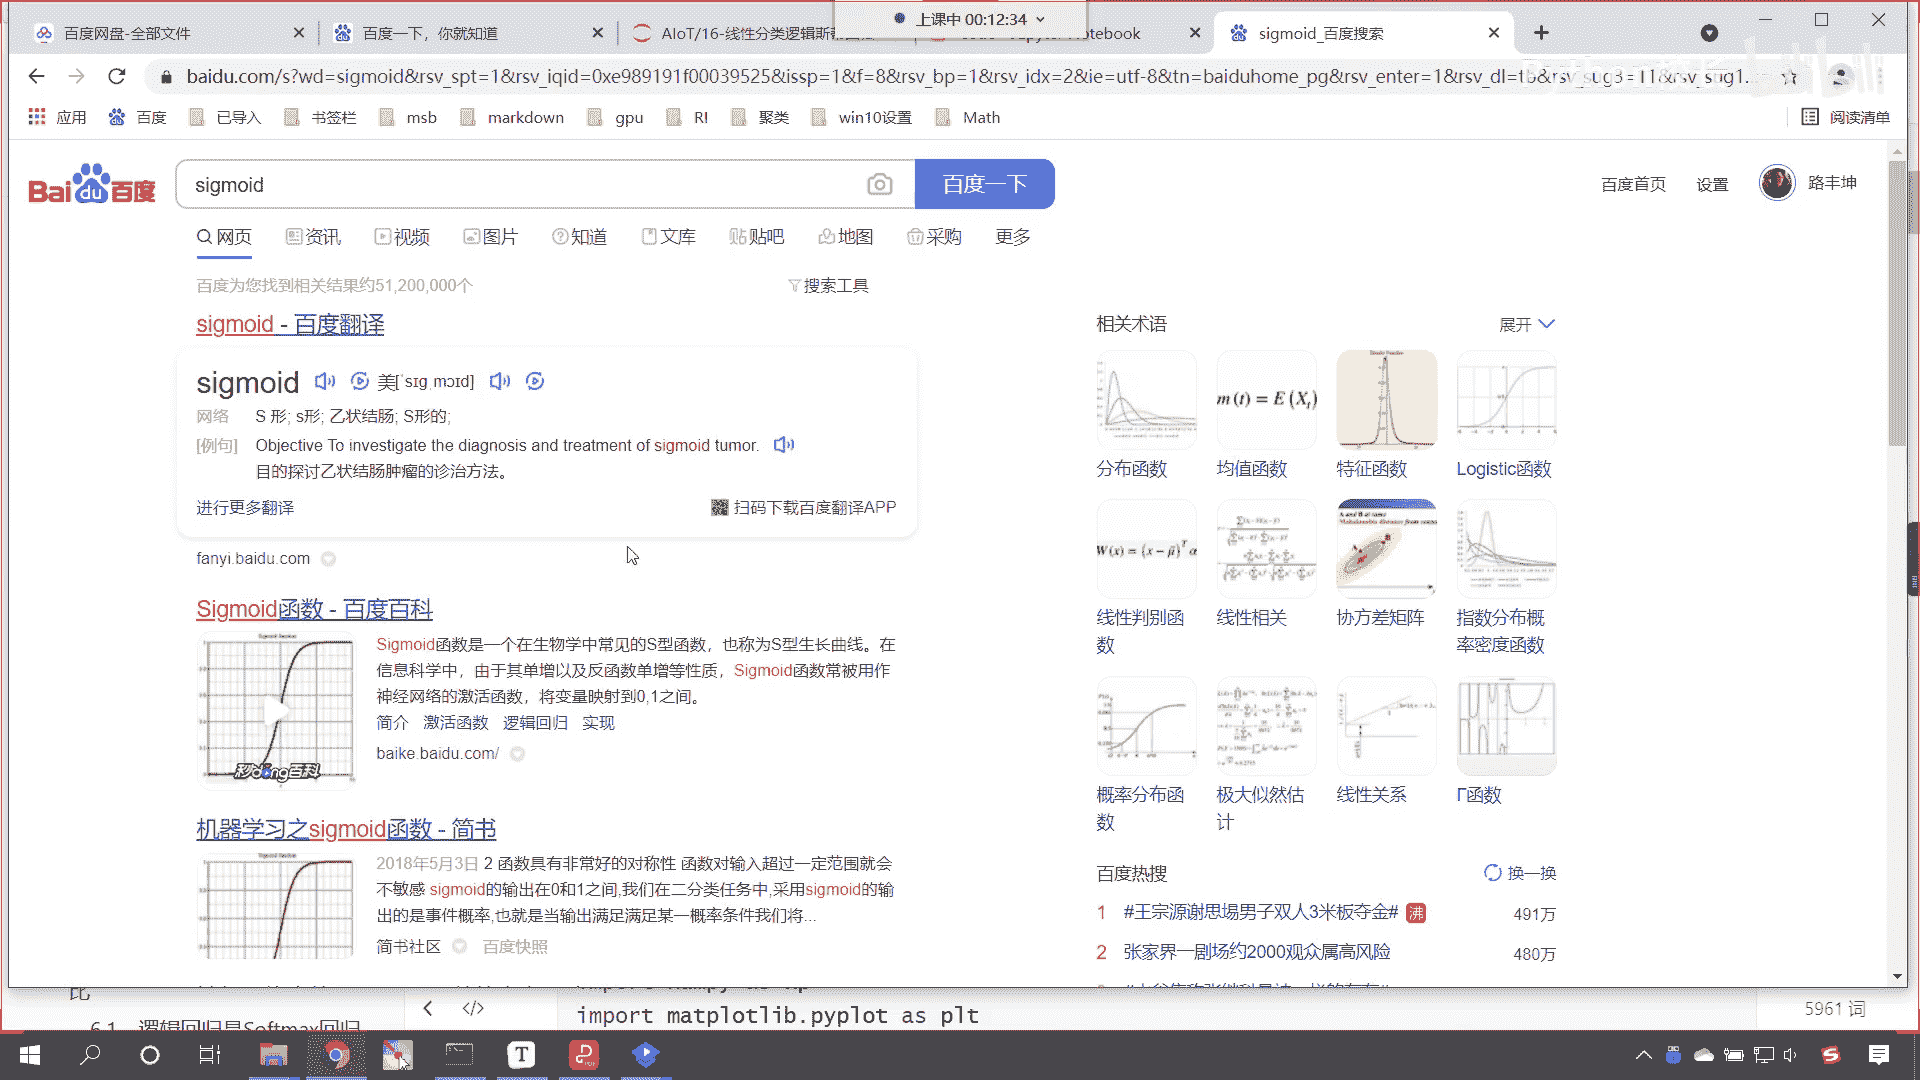 上课中 00:12:34
百度网盘-全部文件
百度一下，你就知道
AIoT/16-线性分类逻辑斯
Notebook
sigmoid_百度搜索
baidu.com/s?wd=sigmoid&rsv_spt=1&rsv_iqid=0xe989191f00039525&issp=1&f=8&rsv_bp=1&rsv_idx=2&ie=utf-8&tn=baiduhome_pg&rsv_enter=1&rsv_dl=tb&rsv_sug3=11&rsv_sug1...
应用
百度
已导入
书签栏
msb
markdown
gpu
RI
聚类
win10设置
Math
阅读清单
Bai du 百度
sigmoid
百度一下
百度首页
设置
路丰坤
网页
资讯
视频
图片
知道
文库
贴吧
地图
采购
更多
百度为您找到相关结果约51,200,000个
搜索工具
sigmoid - 百度翻译
sigmoid 美[ˈsɪɡˌmɔɪd]
网络 S 形; s形; 乙状结肠; S形的;
[例句] Objective To investigate the diagnosis and treatment of sigmoid tumor.
目的探讨乙状结肠肿瘤的诊治方法。
进行更多翻译
扫码下载百度翻译APP
fanyi.baidu.com
Sigmoid函数 - 百度百科
Sigmoid函数是一个在生物学中常见的S型函数，也称为S型生长曲线。在
信息科学中，由于其单增以及反函数单增等性质，Sigmoid函数常被用作
神经网络的激活函数，将变量映射到0,1之间。
简介 激活函数 逻辑回归 实现
baike.baidu.com/
秒dǒng百科
机器学习之sigmoid函数 - 简书
2018年5月3日 2 函数具有非常好的对称性 函数对输入超过一定范围就会
不敏感 sigmoid的输出在0和1之间,我们在二分类任务中,采用sigmoid的输
出的是事件概率,也就是当输出满足满足某一概率条件我们将...
简书社区 百度快照
相关术语
展开
m(t) = E(Xt)
分布函数
均值函数
特征函数
Logistic函数
线性判别函
数
线性相关
协方差矩阵
指数分布概
率密度函数
概率分布函
数
极大似然估
计
线性关系
Γ函数
百度热搜
换一换
1 #王宗源谢思埸男子双人3米板夺金# 沸 491万
2 张家界一剧场约2000观众属高风险 480万
比
6.1、逻辑回归是Softmax回归
import matplotlib.pyplot as plt
5961 词